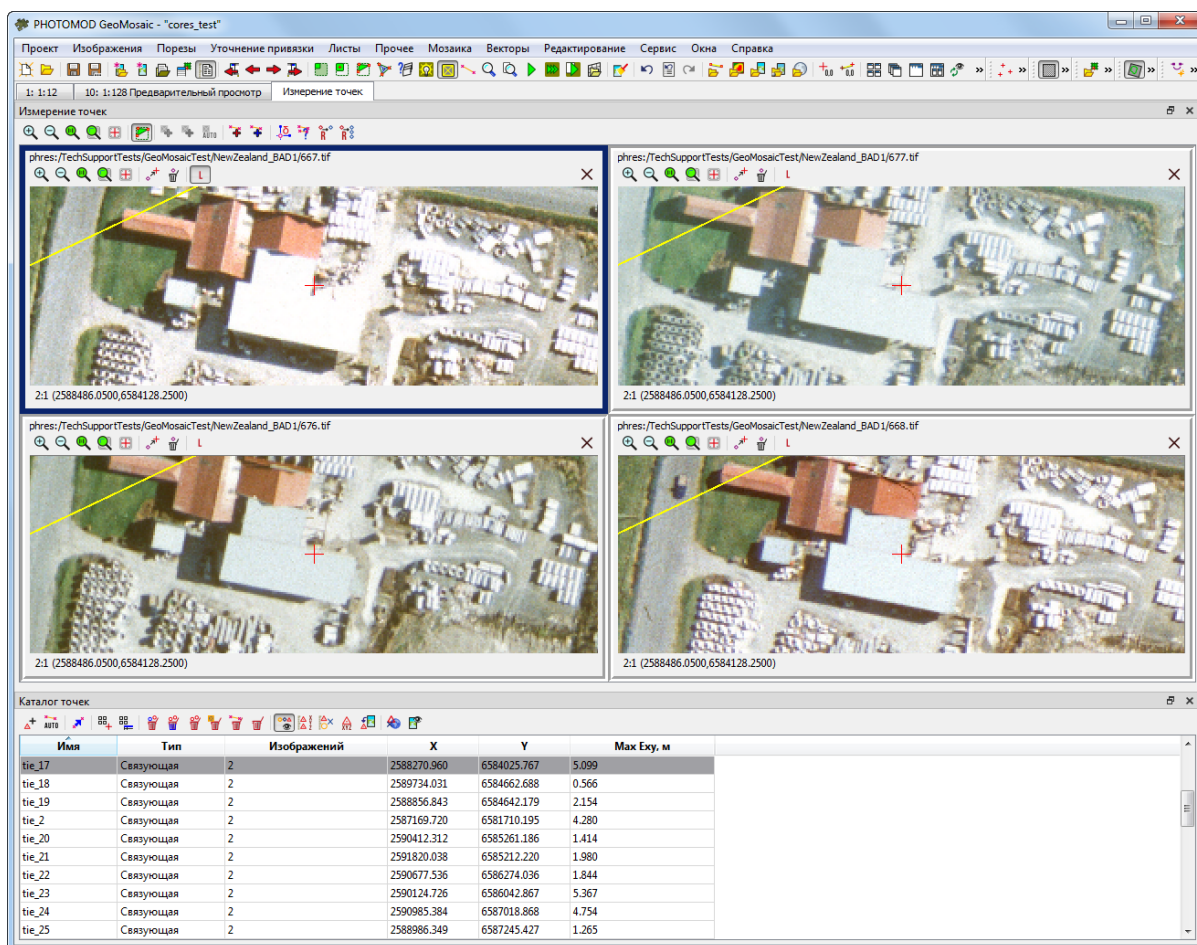 PHOTOMOD GeoMosaic - "cores_test"
Проект Изображения Порезы Уточнение привязки Листы Прочее Мозаика Векторы Редактирование Сервис Окна Справка
1: 1:12 10: 1:128 Предварительный просмотр Измерение точек
Измерение точек
AUTO
phres:/TechSupportTests/GeoMosaicTest/NewZealand_BAD1/667.tif
L
2:1 (2588486.0500,6584128.2500)
phres:/TechSupportTests/GeoMosaicTest/NewZealand_BAD1/677.tif
L
2:1 (2588486.0500,6584128.2500)
phres:/TechSupportTests/GeoMosaicTest/NewZealand_BAD1/676.tif
L
2:1 (2588486.0500,6584128.2500)
phres:/TechSupportTests/GeoMosaicTest/NewZealand_BAD1/668.tif
L
2:1 (2588486.0500,6584128.2500)
Каталог точек
AUTO
Имя Тип Изображений X Y Max Exy, м
tie_17 Связующая 2 2588270.960 6584025.767 5.099
tie_18 Связующая 2 2589734.031 6584662.688 0.566
tie_19 Связующая 2 2588856.843 6584642.179 2.154
tie_2 Связующая 2 2587169.720 6581710.195 4.280
tie_20 Связующая 2 2590412.312 6585261.186 1.414
tie_21 Связующая 2 2591820.038 6585212.220 1.980
tie_22 Связующая 2 2590677.536 6586274.036 1.844
tie_23 Связующая 2 2590124.726 6586042.867 5.367
tie_24 Связующая 2 2590985.384 6587018.868 4.754
tie_25 Связующая 2 2588986.349 6587245.427 1.265